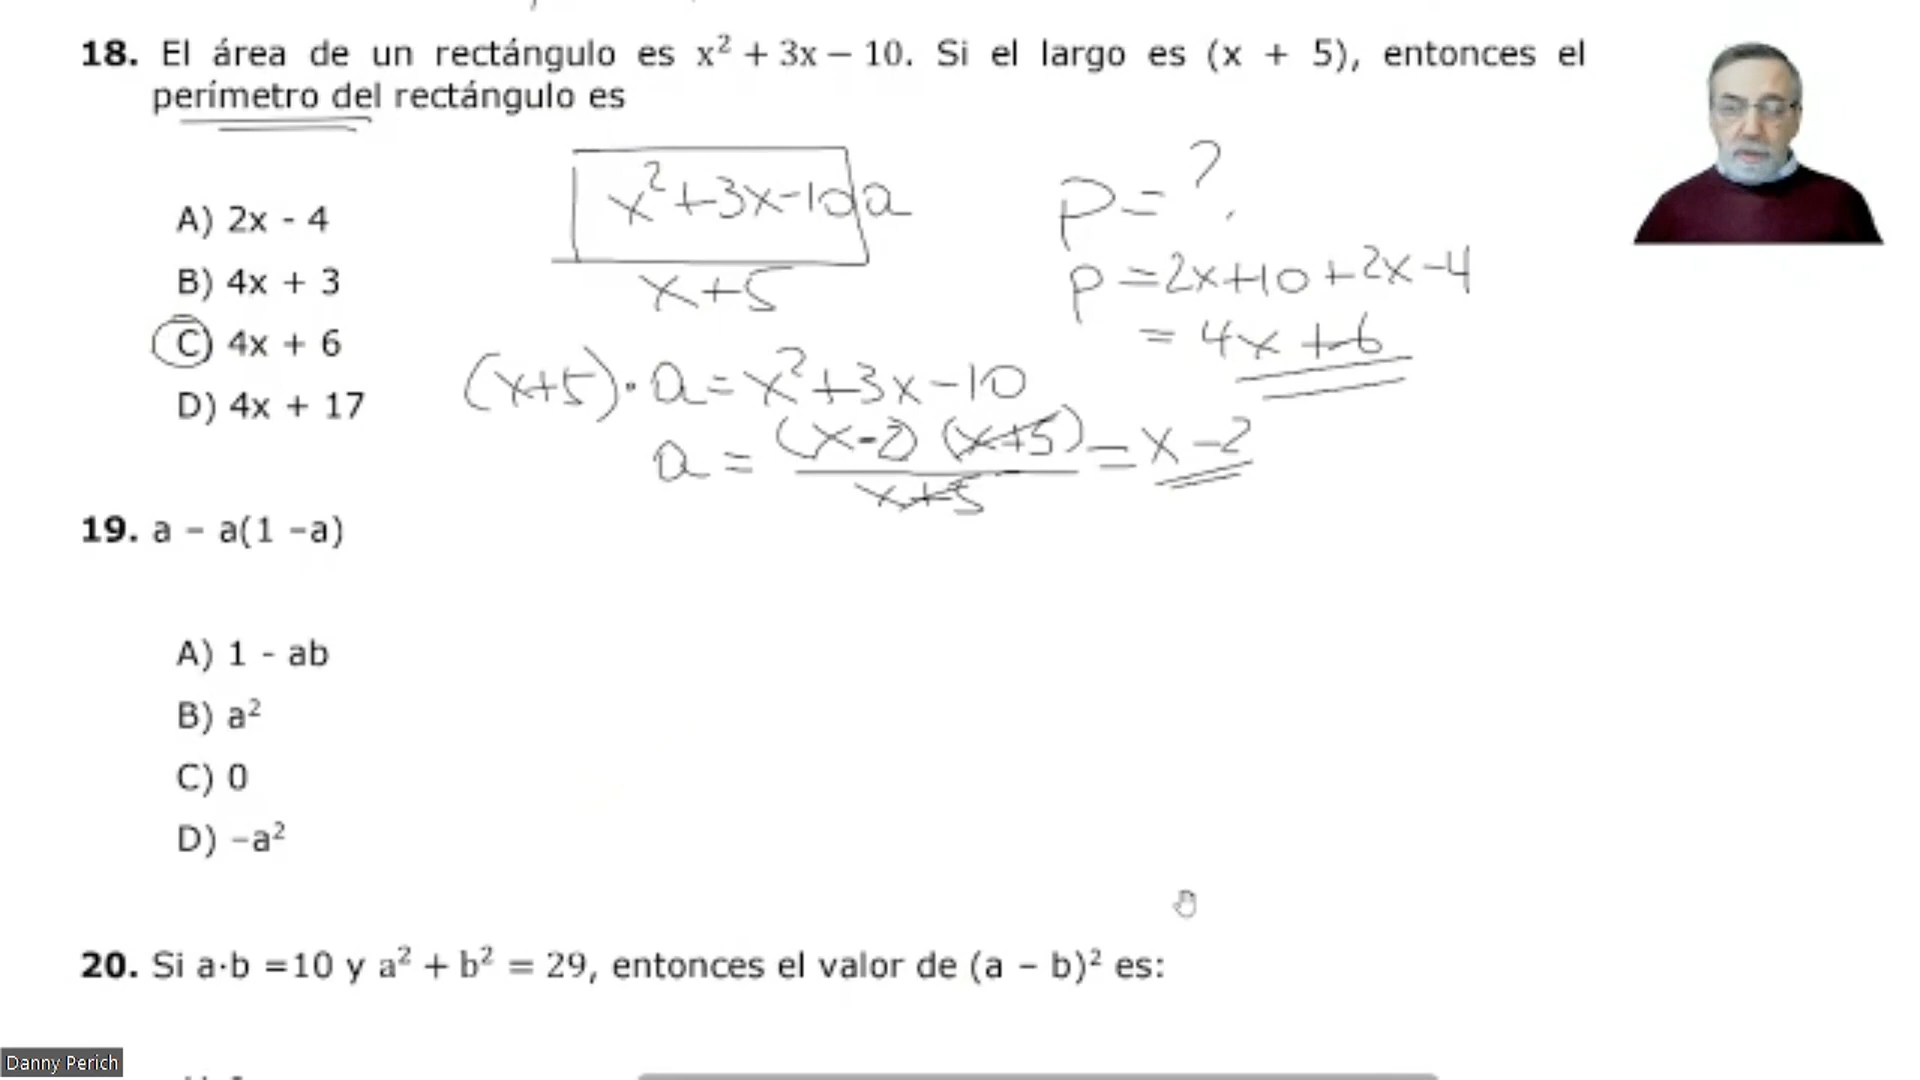 18. El área de un rectángulo es x² + 3x – 10. Si el largo es (x + 5), entonces el
perímetro del rectángulo es
A) 2x - 4
B) 4x + 3
C) 4x + 6
D) 4x + 17
x²+3x-10 a
x+5
P=?
P=2x+10+2x-4
= 4x+6
(x+5)·a=x²+3x-10
a = (x-2)(x+5) = x-2
x+5
19. a – a(1 –a)
A) 1 - ab
B) a²
C) 0
D) –a²
20. Si a·b =10 y a² + b² = 29, entonces el valor de (a – b)² es:
Danny Perich